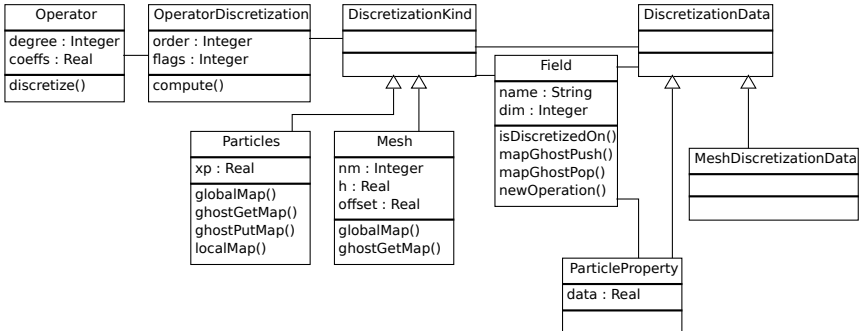 Operator
degree : Integer
coeffs : Real
discretize()
OperatorDiscretization
order : Integer
flags : Integer
compute()
DiscretizationKind
DiscretizationData
Field
name : String
dim : Integer
isDiscretizedOn()
mapGhostPush()
mapGhostPop()
newOperation()
Particles
xp : Real
globalMap()
ghostGetMap()
ghostPutMap()
localMap()
Mesh
nm : Integer
h : Real
offset : Real
globalMap()
ghostGetMap()
MeshDiscretizationData
ParticleProperty
data : Real